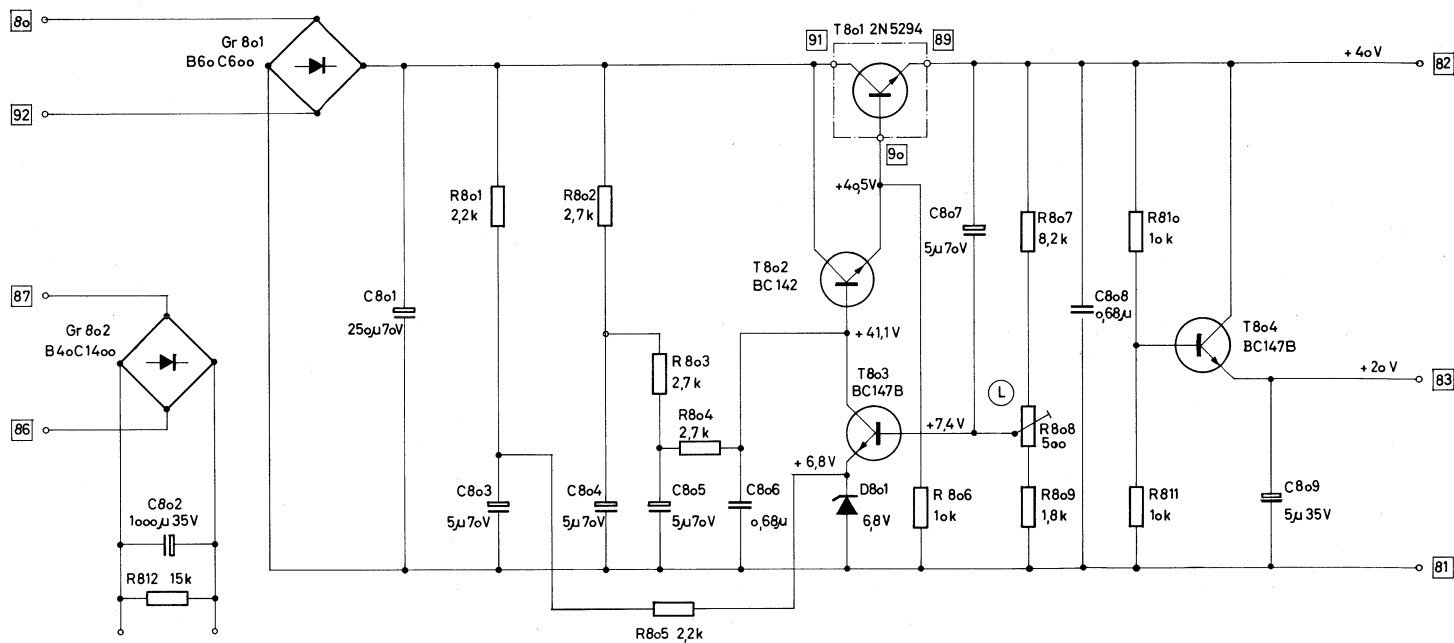 80
Gr 801
B60 C600
92
87
Gr 802
B40C1400
86
C802
1000µ 35V
R812 15k
C801
250µ70V
R801
2,2k
R802
2,7k
R803
2,7k
R804
2,7k
C803
5µ70V
C804
5µ70V
C805
5µ70V
C806
0,68µ
R805 2,2k
T801 2N5294
91
89
90
+40,5V
T802
BC142
+41,1V
T803
BC147B
+7,4V
+6,8V
D801
6,8V
R806
10k
C807
5µ70V
R807
8,2k
L
R808
500
R809
1,8k
C808
0,68µ
R810
10k
R811
10k
T804
BC147B
C809
5µ35V
+40V
82
+20V
83
81